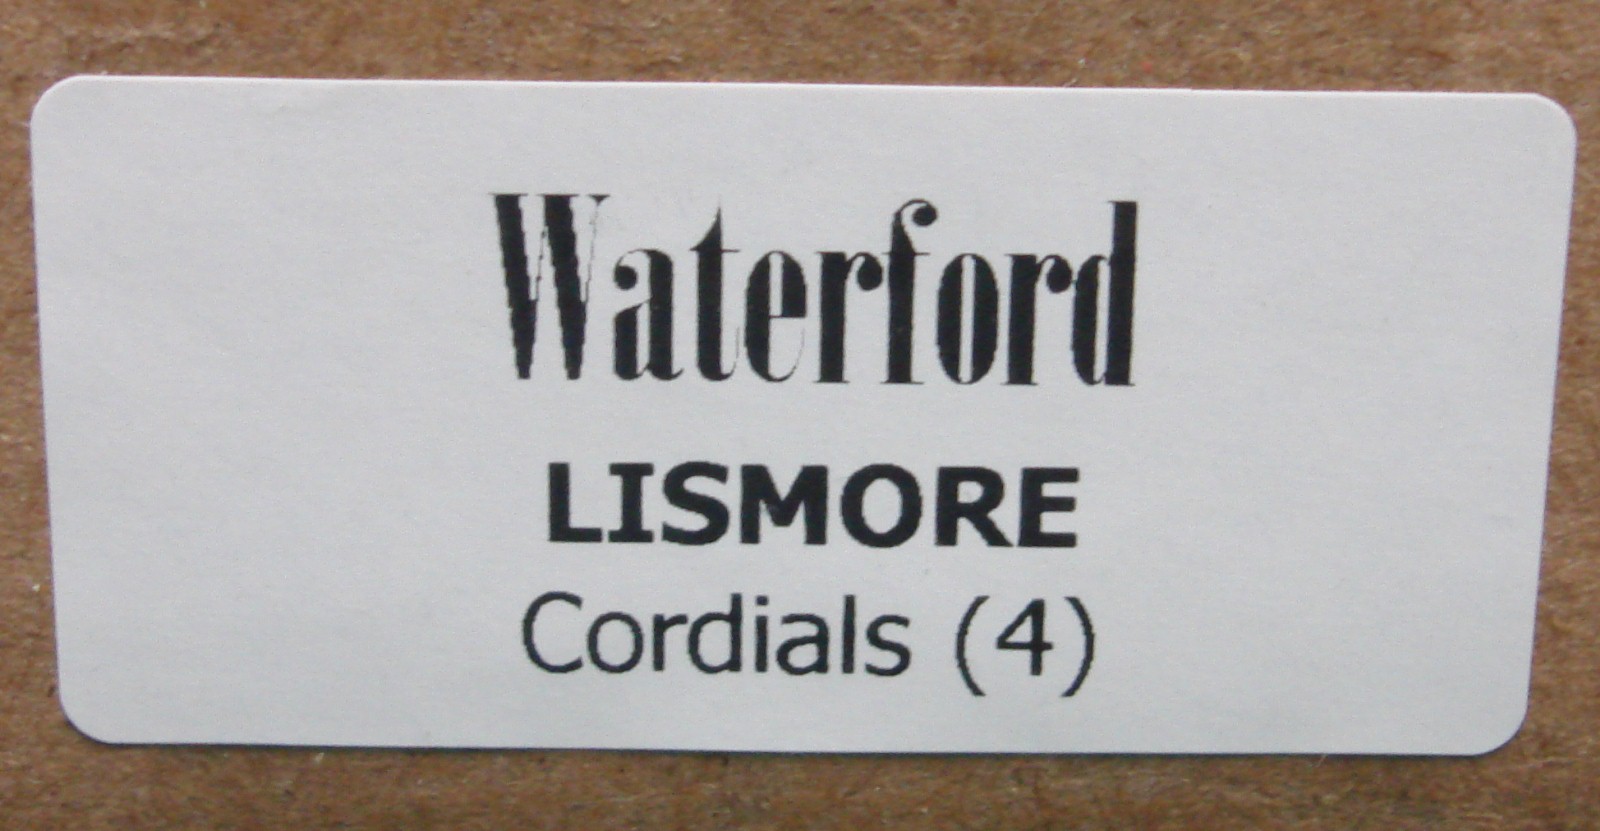 Waterford
LISMORE
Cordials (4)